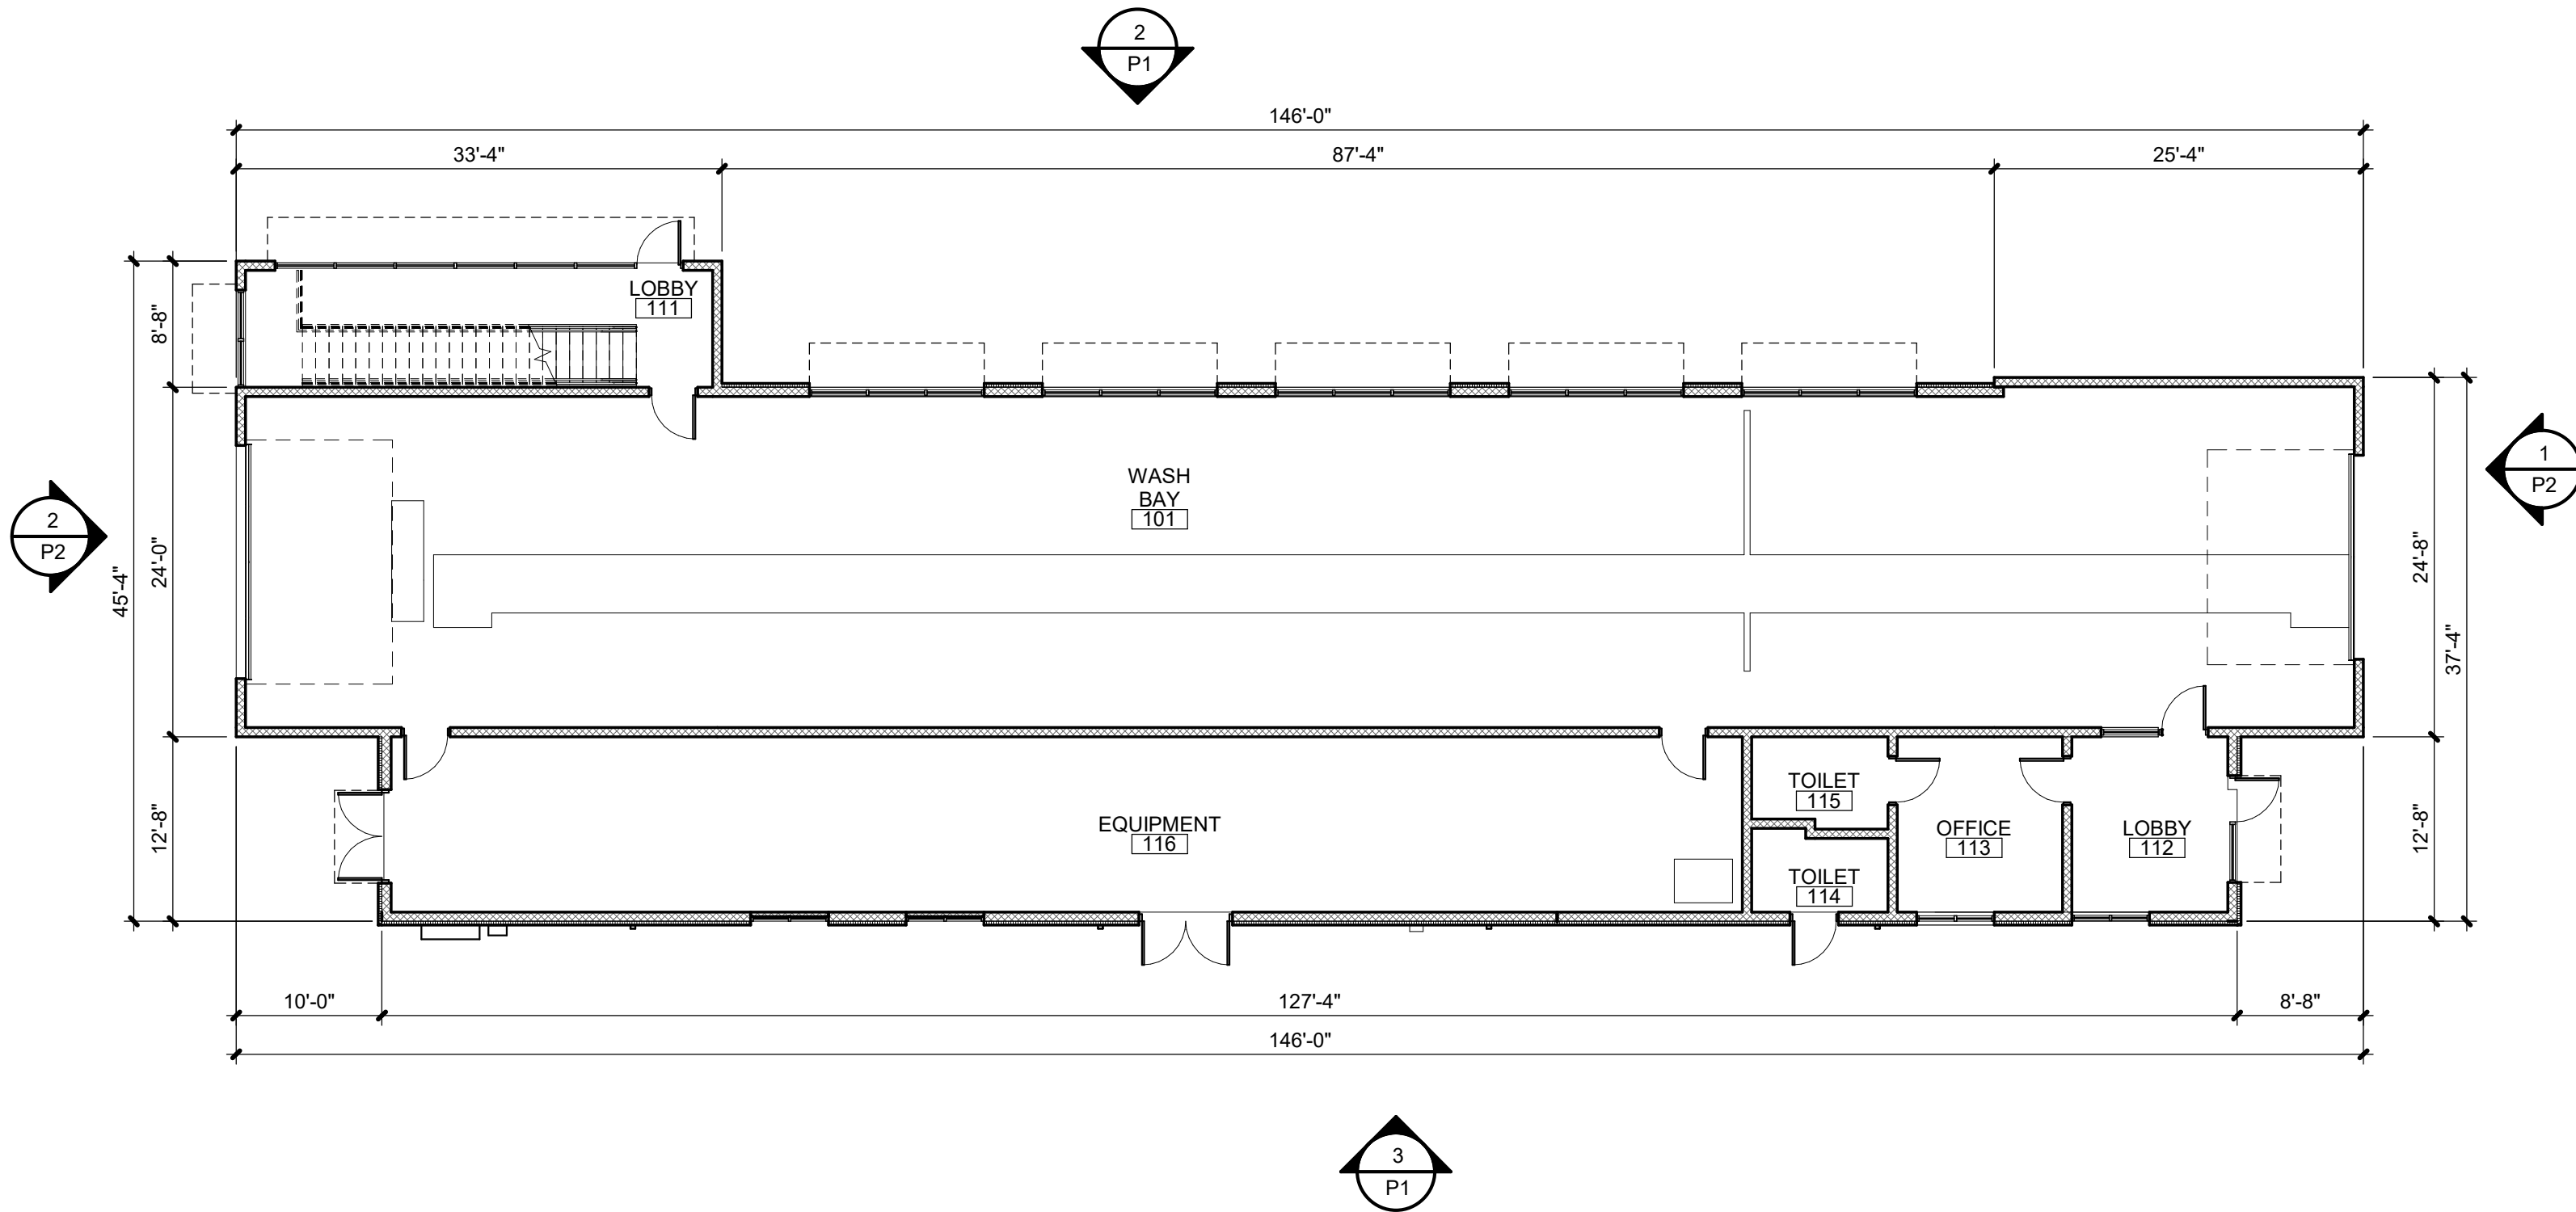 2
P1
146'-0"
33'-4"
87'-4"
25'-4"
LOBBY
111
8'-8"
WASH
BAY
101
1
P2
2
P2
24'-0"
45'-4"
24'-8"
37'-4"
12'-8"
EQUIPMENT
116
TOILET
115
TOILET
114
OFFICE
113
LOBBY
112
12'-8"
10'-0"
127'-4"
8'-8"
146'-0"
3
P1